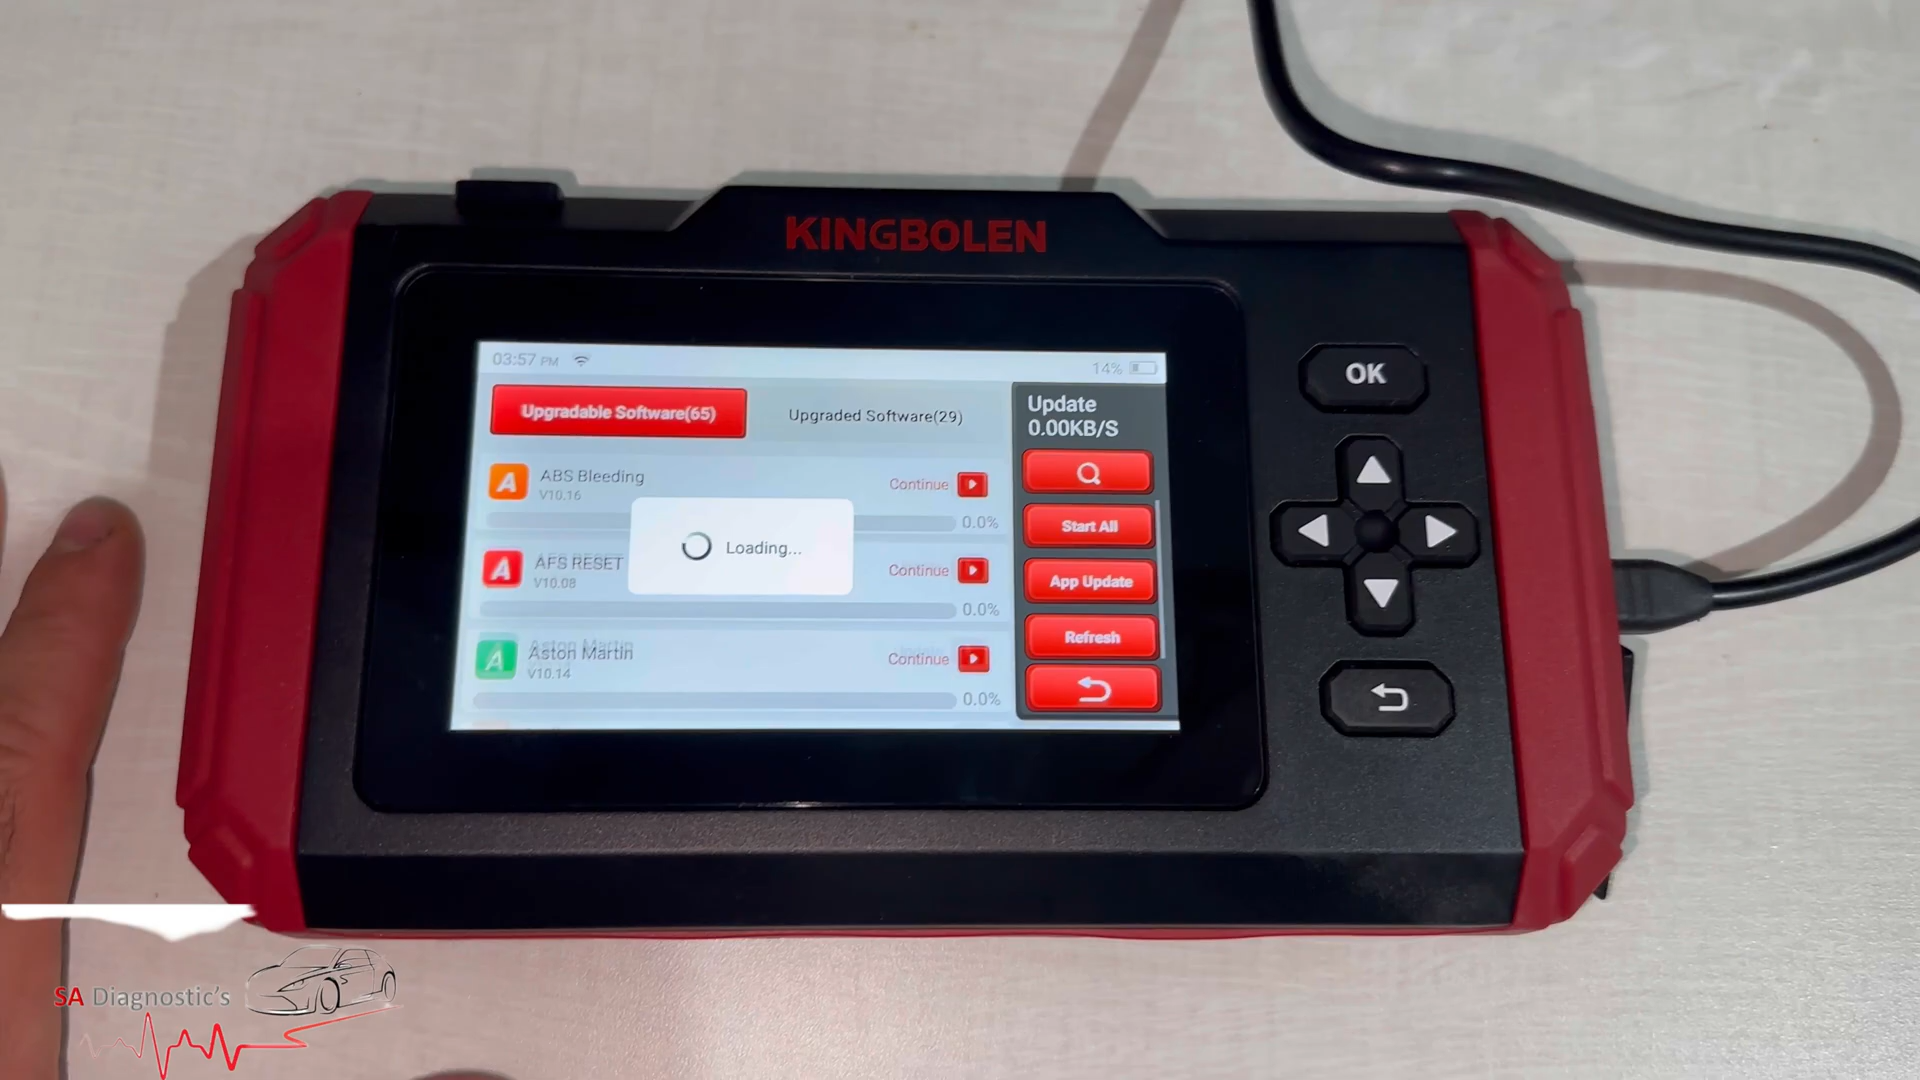 KINGBOLEN
03:57 PM
14%
Upgradable Software(65)
Upgraded Software(29)
Update
0.00KB/S
ABS Bleeding
V10.16
Continue
0.0%
Start All
Loading...
AFS RESET
V10.08
Continue
0.0%
App Update
Aston Martin
V10.14
Continue
0.0%
Refresh
OK
SA Diagnostic's